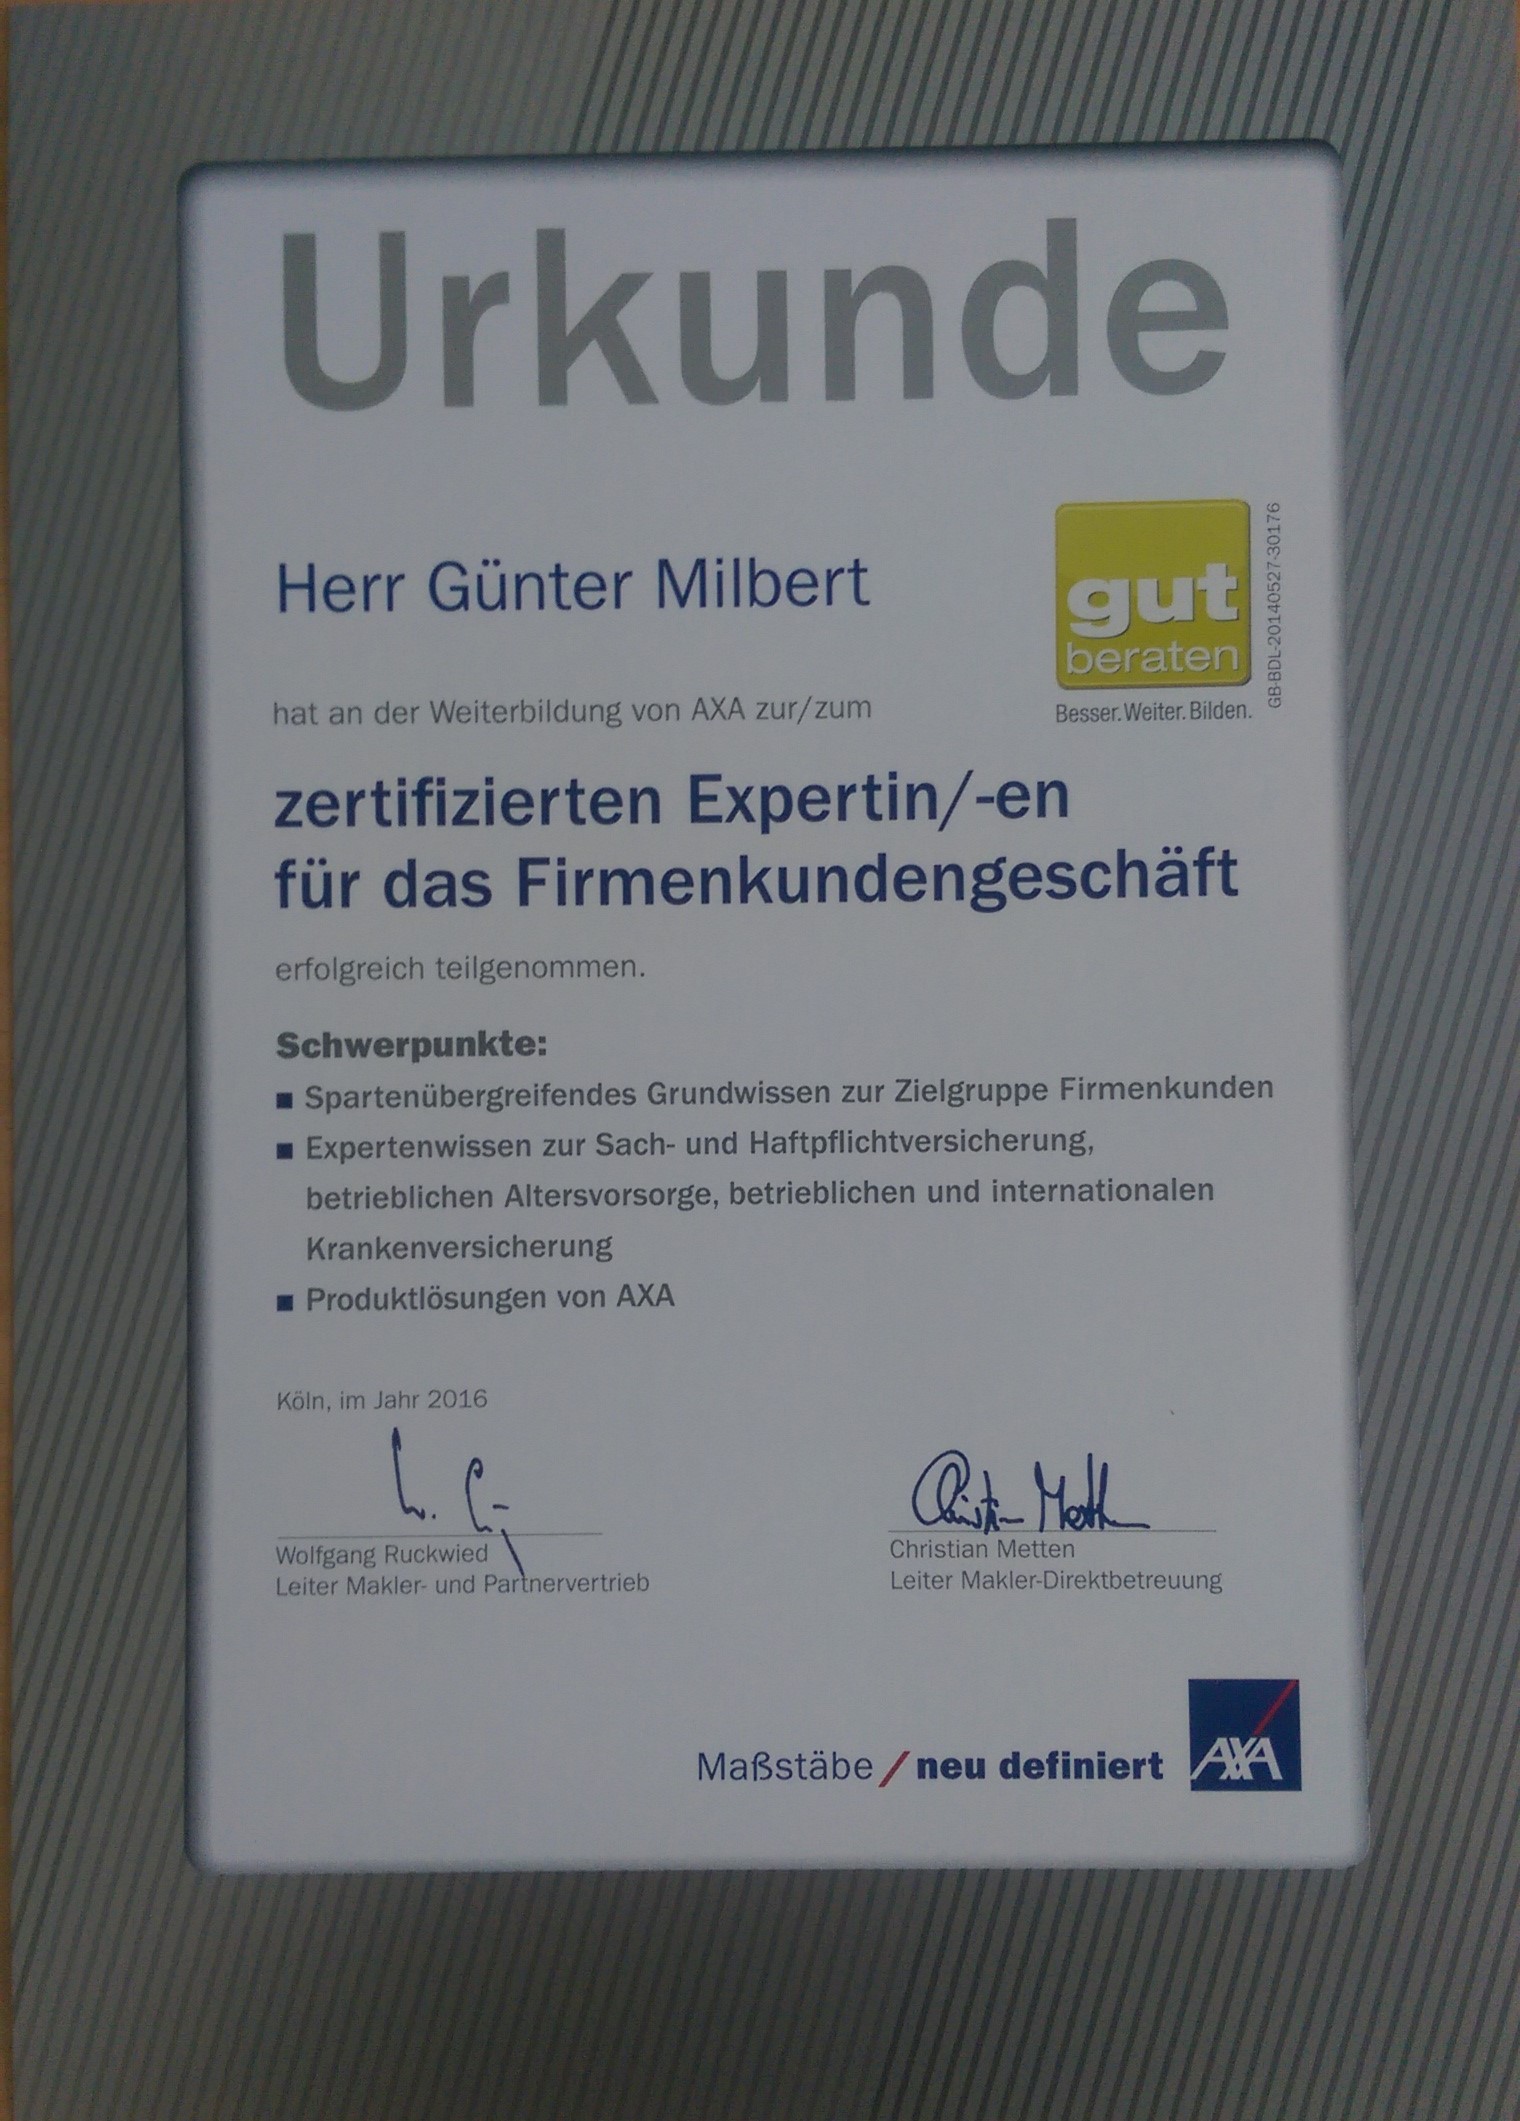 Urkunde
Herr Günter Milbert
gut
beraten
Besser. Weiter. Bilden.
GB-BDL-20140527-30176
hat an der Weiterbildung von AXA zur/zum
zertifizierten Expertin/-en
für das Firmenkundengeschäft
erfolgreich teilgenommen.
Schwerpunkte:
■ Spartenübergreifendes Grundwissen zur Zielgruppe Firmenkunden
■ Expertenwissen zur Sach- und Haftpflichtversicherung,
betrieblichen Altersvorsorge, betrieblichen und internationalen
Krankenversicherung
■ Produktlösungen von AXA
Köln, im Jahr 2016
Christian Metten
Wolfgang Ruckwied
Leiter Makler- und Partnervertrieb
Christian Metten
Leiter Makler-Direktbetreuung
Maßstäbe / neu definiert
AXA